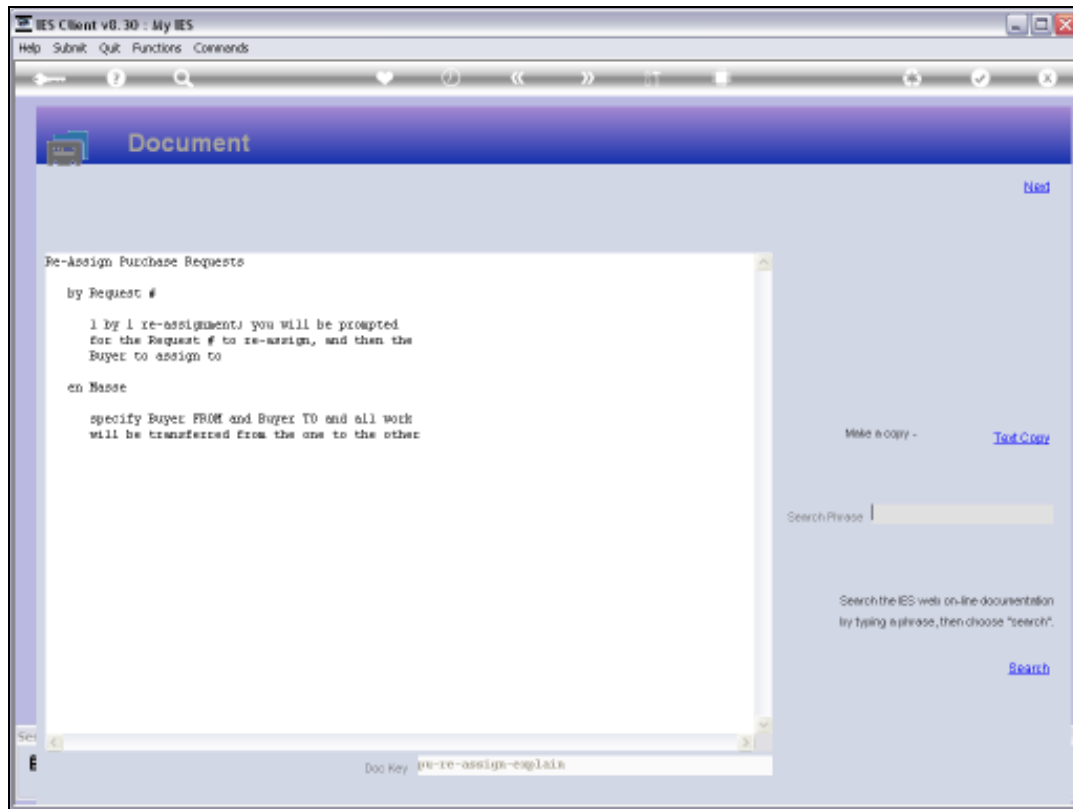 IES Client v8.30 : My IES
Help Submit Quit Functions Commands
Document
Next
Re-Assign Purchase Requests
by Request #
1 by 1 re-assignment; you will be prompted
for the Request # to re-assign, and then the
Buyer to assign to
en Masse
specify Buyer FROM and Buyer TO and all work
will be transferred from the one to the other
Make a copy -
Text Copy
Search Phrase
Search the IES web on-line documentation
by typing a phrase, then choose "search".
Search
Doc Key
pu-re-assign-explain